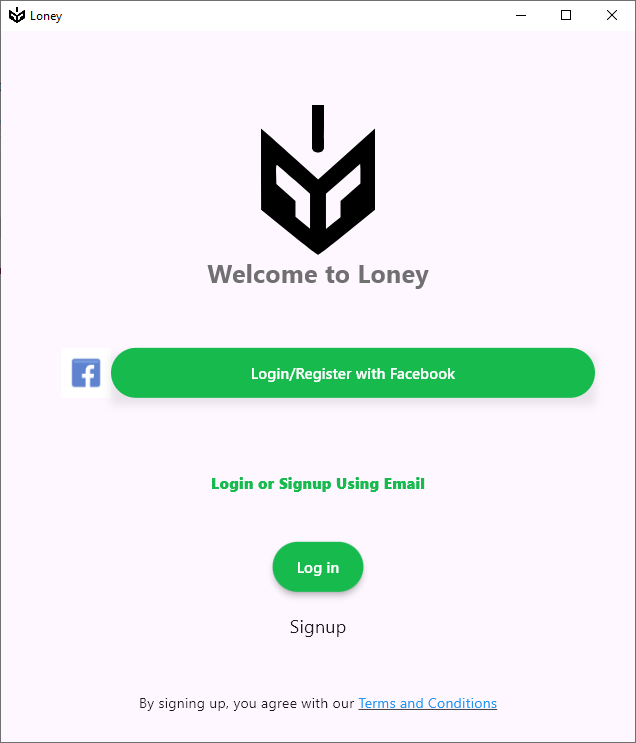 Loney
Welcome to Loney
Login/Register with Facebook
Login or Signup Using Email
Log in
Signup
By signing up, you agree with our Terms and Conditions